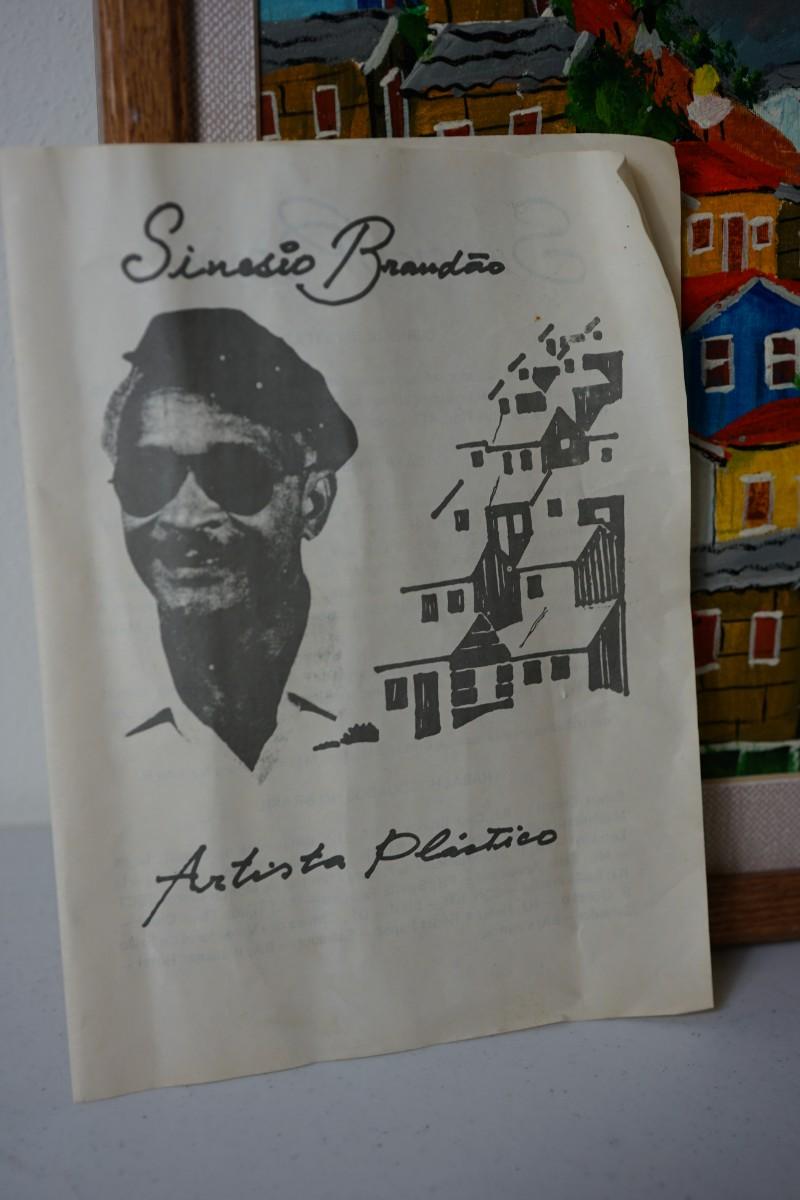 Sinesio Brandão
Artista Plástico